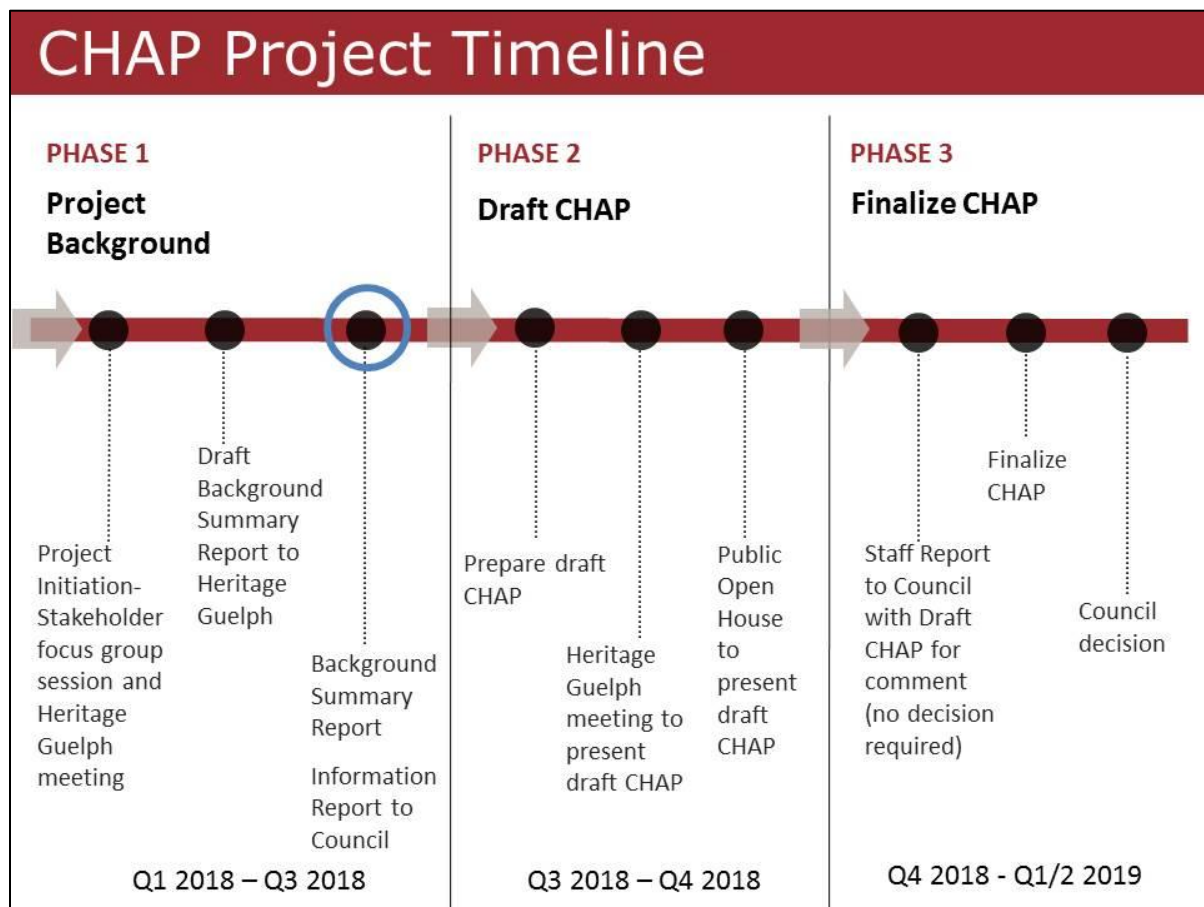 CHAP Project Timeline
PHASE 1
Project
Background
Project
Initiation-
Stakeholder
focus group
session and
Heritage
Guelph
meeting
Draft
Background
Summary
Report to
Heritage
Guelph
Background
Summary
Report
Information
Report to
Council
Q1 2018 – Q3 2018
PHASE 2
Draft CHAP
Prepare draft
CHAP
Heritage
Guelph
meeting to
present
draft CHAP
Public
Open
House
to
present
draft
CHAP
Q3 2018 – Q4 2018
PHASE 3
Finalize CHAP
Staff Report
to Council
with Draft
CHAP for
comment
(no decision
required)
Finalize
CHAP
Council
decision
Q4 2018 - Q1/2 2019